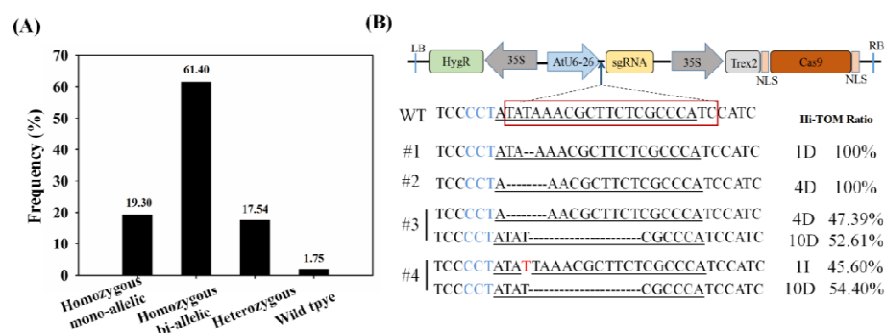 (A)
Frequency (%)
70
60
50
40
30
20
10
0
19.30
61.40
17.54
1.75
Homozygous mono-allelic
Homozygous bi-allelic
Heterozygous
Wild tpye
(B)
LB
HygR
35S
AtU6-26
sgRNA
35S
Trex2
NLS
Cas9
NLS
RB
WT TCCCCTATATAAACGCTTCTCGCCCATCCATC
Hi-TOM Ratio
#1 TCCCCTATA--AAACGCTTCTCGCCCATCCATC 1D 100%
#2 TCCCCTA--------AACGCTTCTCGCCCATCCATC 4D 100%
#3 TCCCCTA--------AACGCTTCTCGCCCATCCATC 4D 47.39%
TCCCCTATAT----------------------CGCCCATCCATC 10D 52.61%
#4 TCCCCTATATTAAACGCTTCTCGCCCATCCATC 1I 45.60%
TCCCCTATAT----------------------CGCCCATCCATC 10D 54.40%